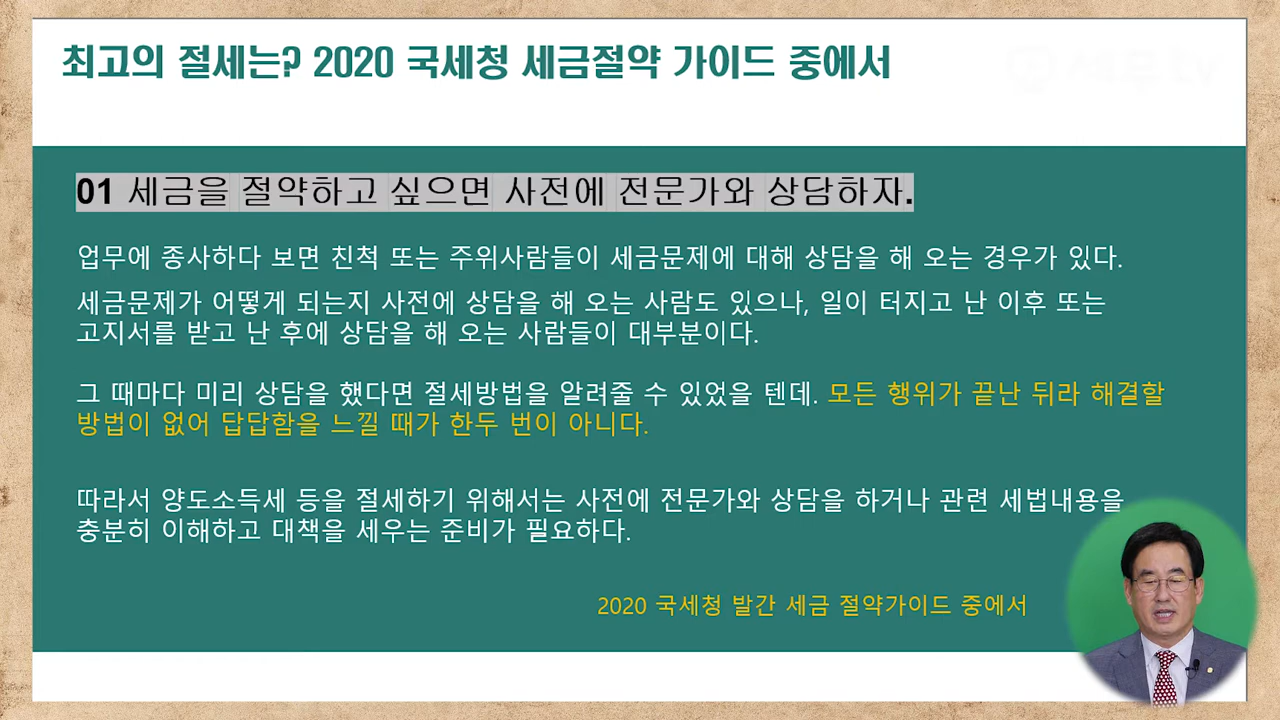 최고의 절세는? 2020 국세청 세금절약 가이드 중에서
01 세금을 절약하고 싶으면 사전에 전문가와 상담하자.
업무에 종사하다 보면 친척 또는 주위사람들이 세금문제에 대해 상담을 해 오는 경우가 있다.
세금문제가 어떻게 되는지 사전에 상담을 해 오는 사람도 있으나, 일이 터지고 난 이후 또는
고지서를 받고 난 후에 상담을 해 오는 사람들이 대부분이다.
그 때마다 미리 상담을 했다면 절세방법을 알려줄 수 있었을 텐데. 모든 행위가 끝난 뒤라 해결할
방법이 없어 답답함을 느낄 때가 한두 번이 아니다.
따라서 양도소득세 등을 절세하기 위해서는 사전에 전문가와 상담을 하거나 관련 세법내용을
충분히 이해하고 대책을 세우는 준비가 필요하다.
2020 국세청 발간 세금 절약가이드 중에서